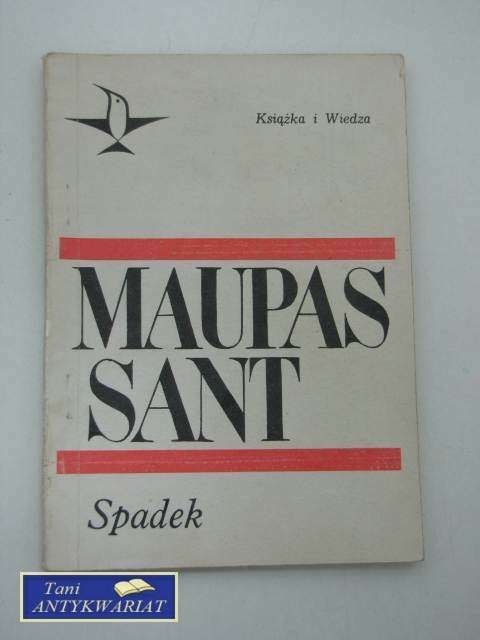 Książka i Wiedza
MAUPAS
SANT
Spadek
Tani
ANTYKWARIAT